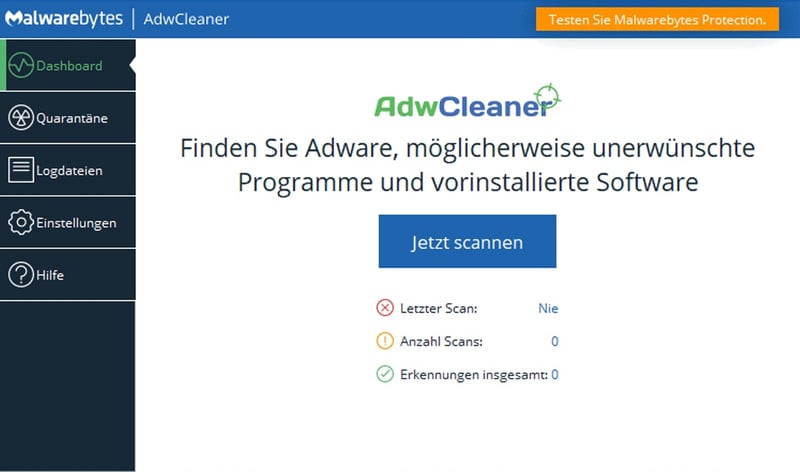 Malwarebytes | AdwCleaner
Testen Sie Malwarebytes Protection.
Dashboard
Quarantäne
Logdateien
Einstellungen
Hilfe
AdwCleaner
Finden Sie Adware, möglicherweise unerwünschte
Programme und vorinstallierte Software
Jetzt scannen
Letzter Scan: Nie
Anzahl Scans: 0
Erkennungen insgesamt: 0